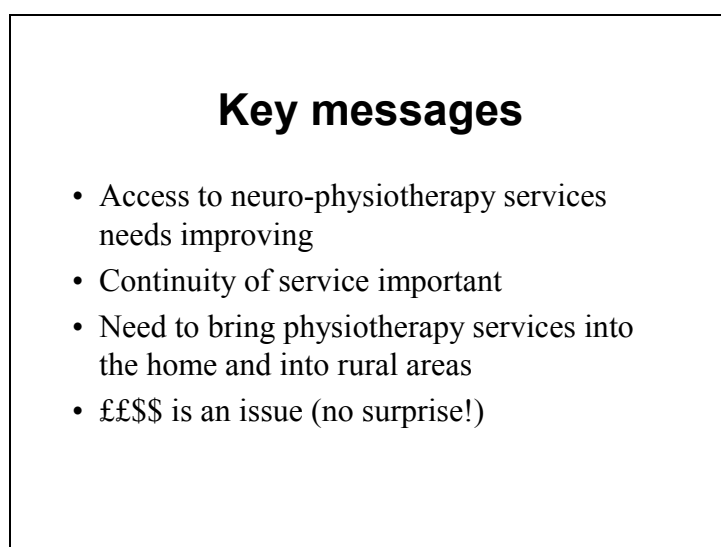 Key messages
• Access to neuro-physiotherapy services
needs improving
• Continuity of service important
• Need to bring physiotherapy services into
the home and into rural areas
• ££$$ is an issue (no surprise!)